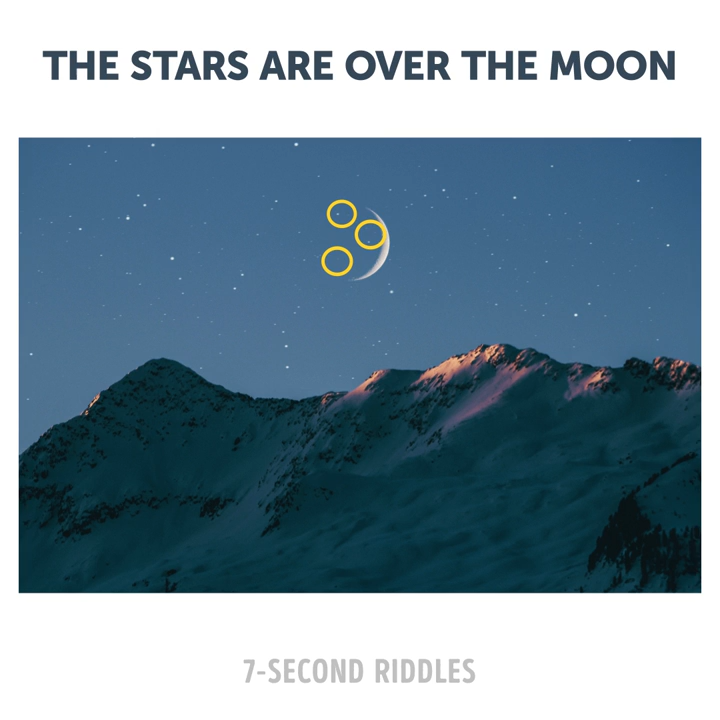 THE STARS ARE OVER THE MOON
7-SECOND RIDDLES